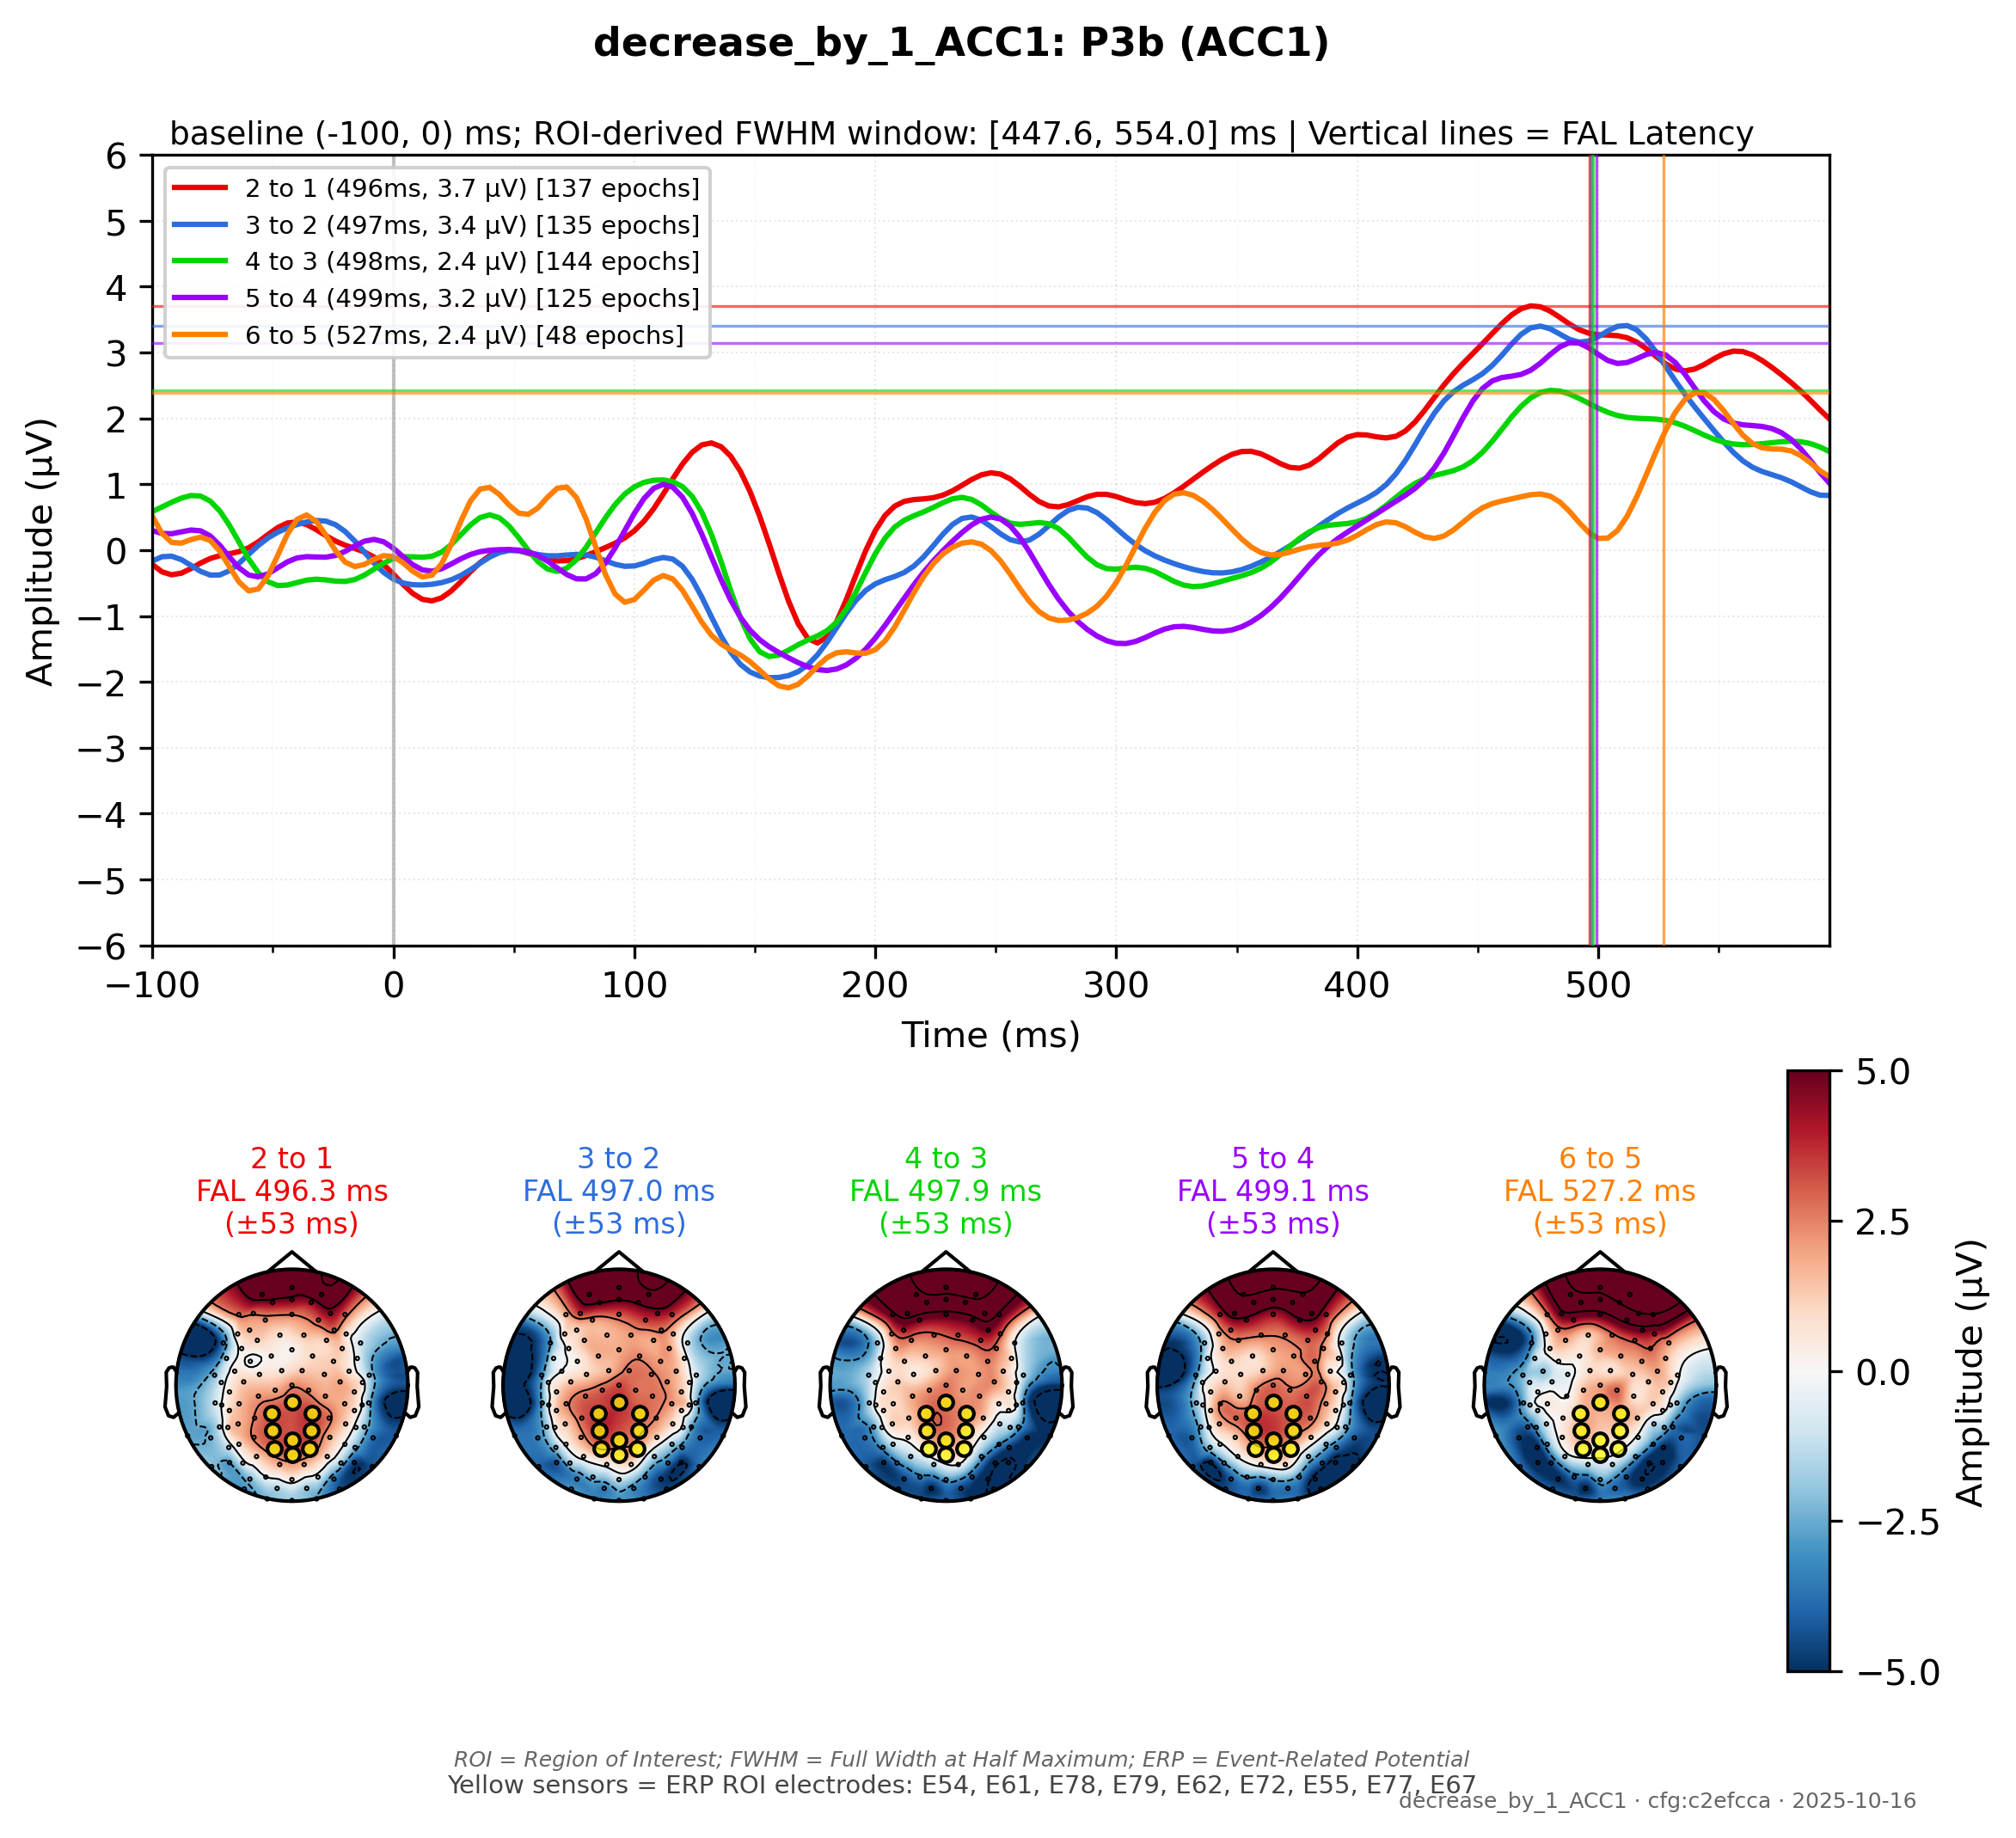 decrease_by_1_ACC1: P3b (ACC1)
baseline (-100, 0) ms; ROI-derived FWHM window: [447.6, 554.0] ms | Vertical lines = FAL Latency
2 to 1 (496ms, 3.7 µV) [137 epochs]
3 to 2 (497ms, 3.4 µV) [135 epochs]
4 to 3 (498ms, 2.4 µV) [144 epochs]
5 to 4 (499ms, 3.2 µV) [125 epochs]
6 to 5 (527ms, 2.4 µV) [48 epochs]
6
5
4
3
2
1
0
−1
−2
−3
−4
−5
−6
Amplitude (µV)
−100 0 100 200 300 400 500
Time (ms)
2 to 1
FAL 496.3 ms
(±53 ms)
3 to 2
FAL 497.0 ms
(±53 ms)
4 to 3
FAL 497.9 ms
(±53 ms)
5 to 4
FAL 499.1 ms
(±53 ms)
6 to 5
FAL 527.2 ms
(±53 ms)
5.0
2.5
0.0
−2.5
−5.0
Amplitude (µV)
ROI = Region of Interest; FWHM = Full Width at Half Maximum; ERP = Event-Related Potential
Yellow sensors = ERP ROI electrodes: E54, E61, E78, E79, E62, E72, E55, E77, E67
decrease_by_1_ACC1 · cfg:c2efcca · 2025-10-16